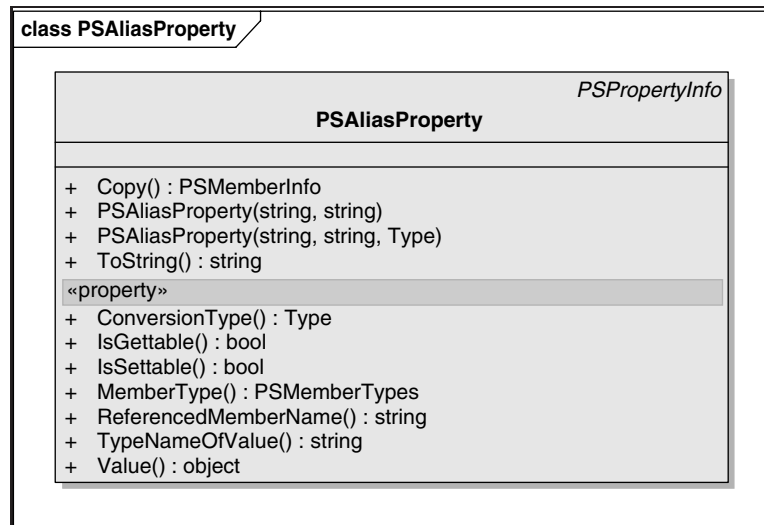 class PSAliasProperty
PSPropertyInfo
PSAliasProperty
+ Copy() : PSMemberInfo
+ PSAliasProperty(string, string)
+ PSAliasProperty(string, string, Type)
+ ToString() : string
«property»
+ ConversionType() : Type
+ IsGettable() : bool
+ IsSettable() : bool
+ MemberType() : PSMemberTypes
+ ReferencedMemberName() : string
+ TypeNameOfValue() : string
+ Value() : object